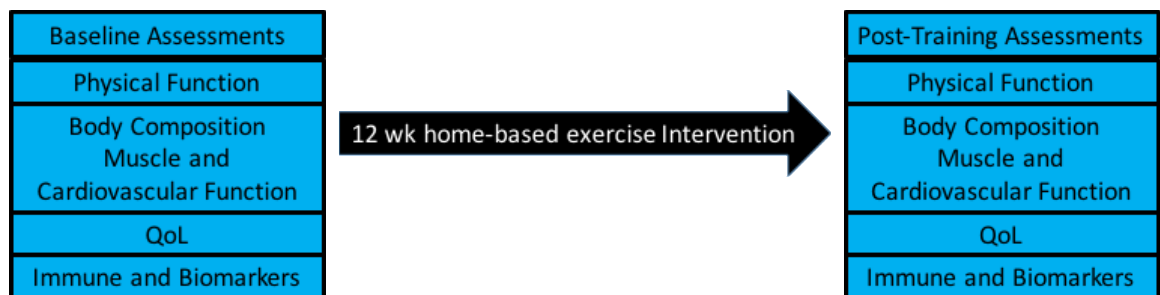 Baseline Assessments
Physical Function
Body Composition
Muscle and
Cardiovascular Function
QoL
Immune and Biomarkers
12 wk home-based exercise Intervention
Post-Training Assessments
Physical Function
Body Composition
Muscle and
Cardiovascular Function
QoL
Immune and Biomarkers